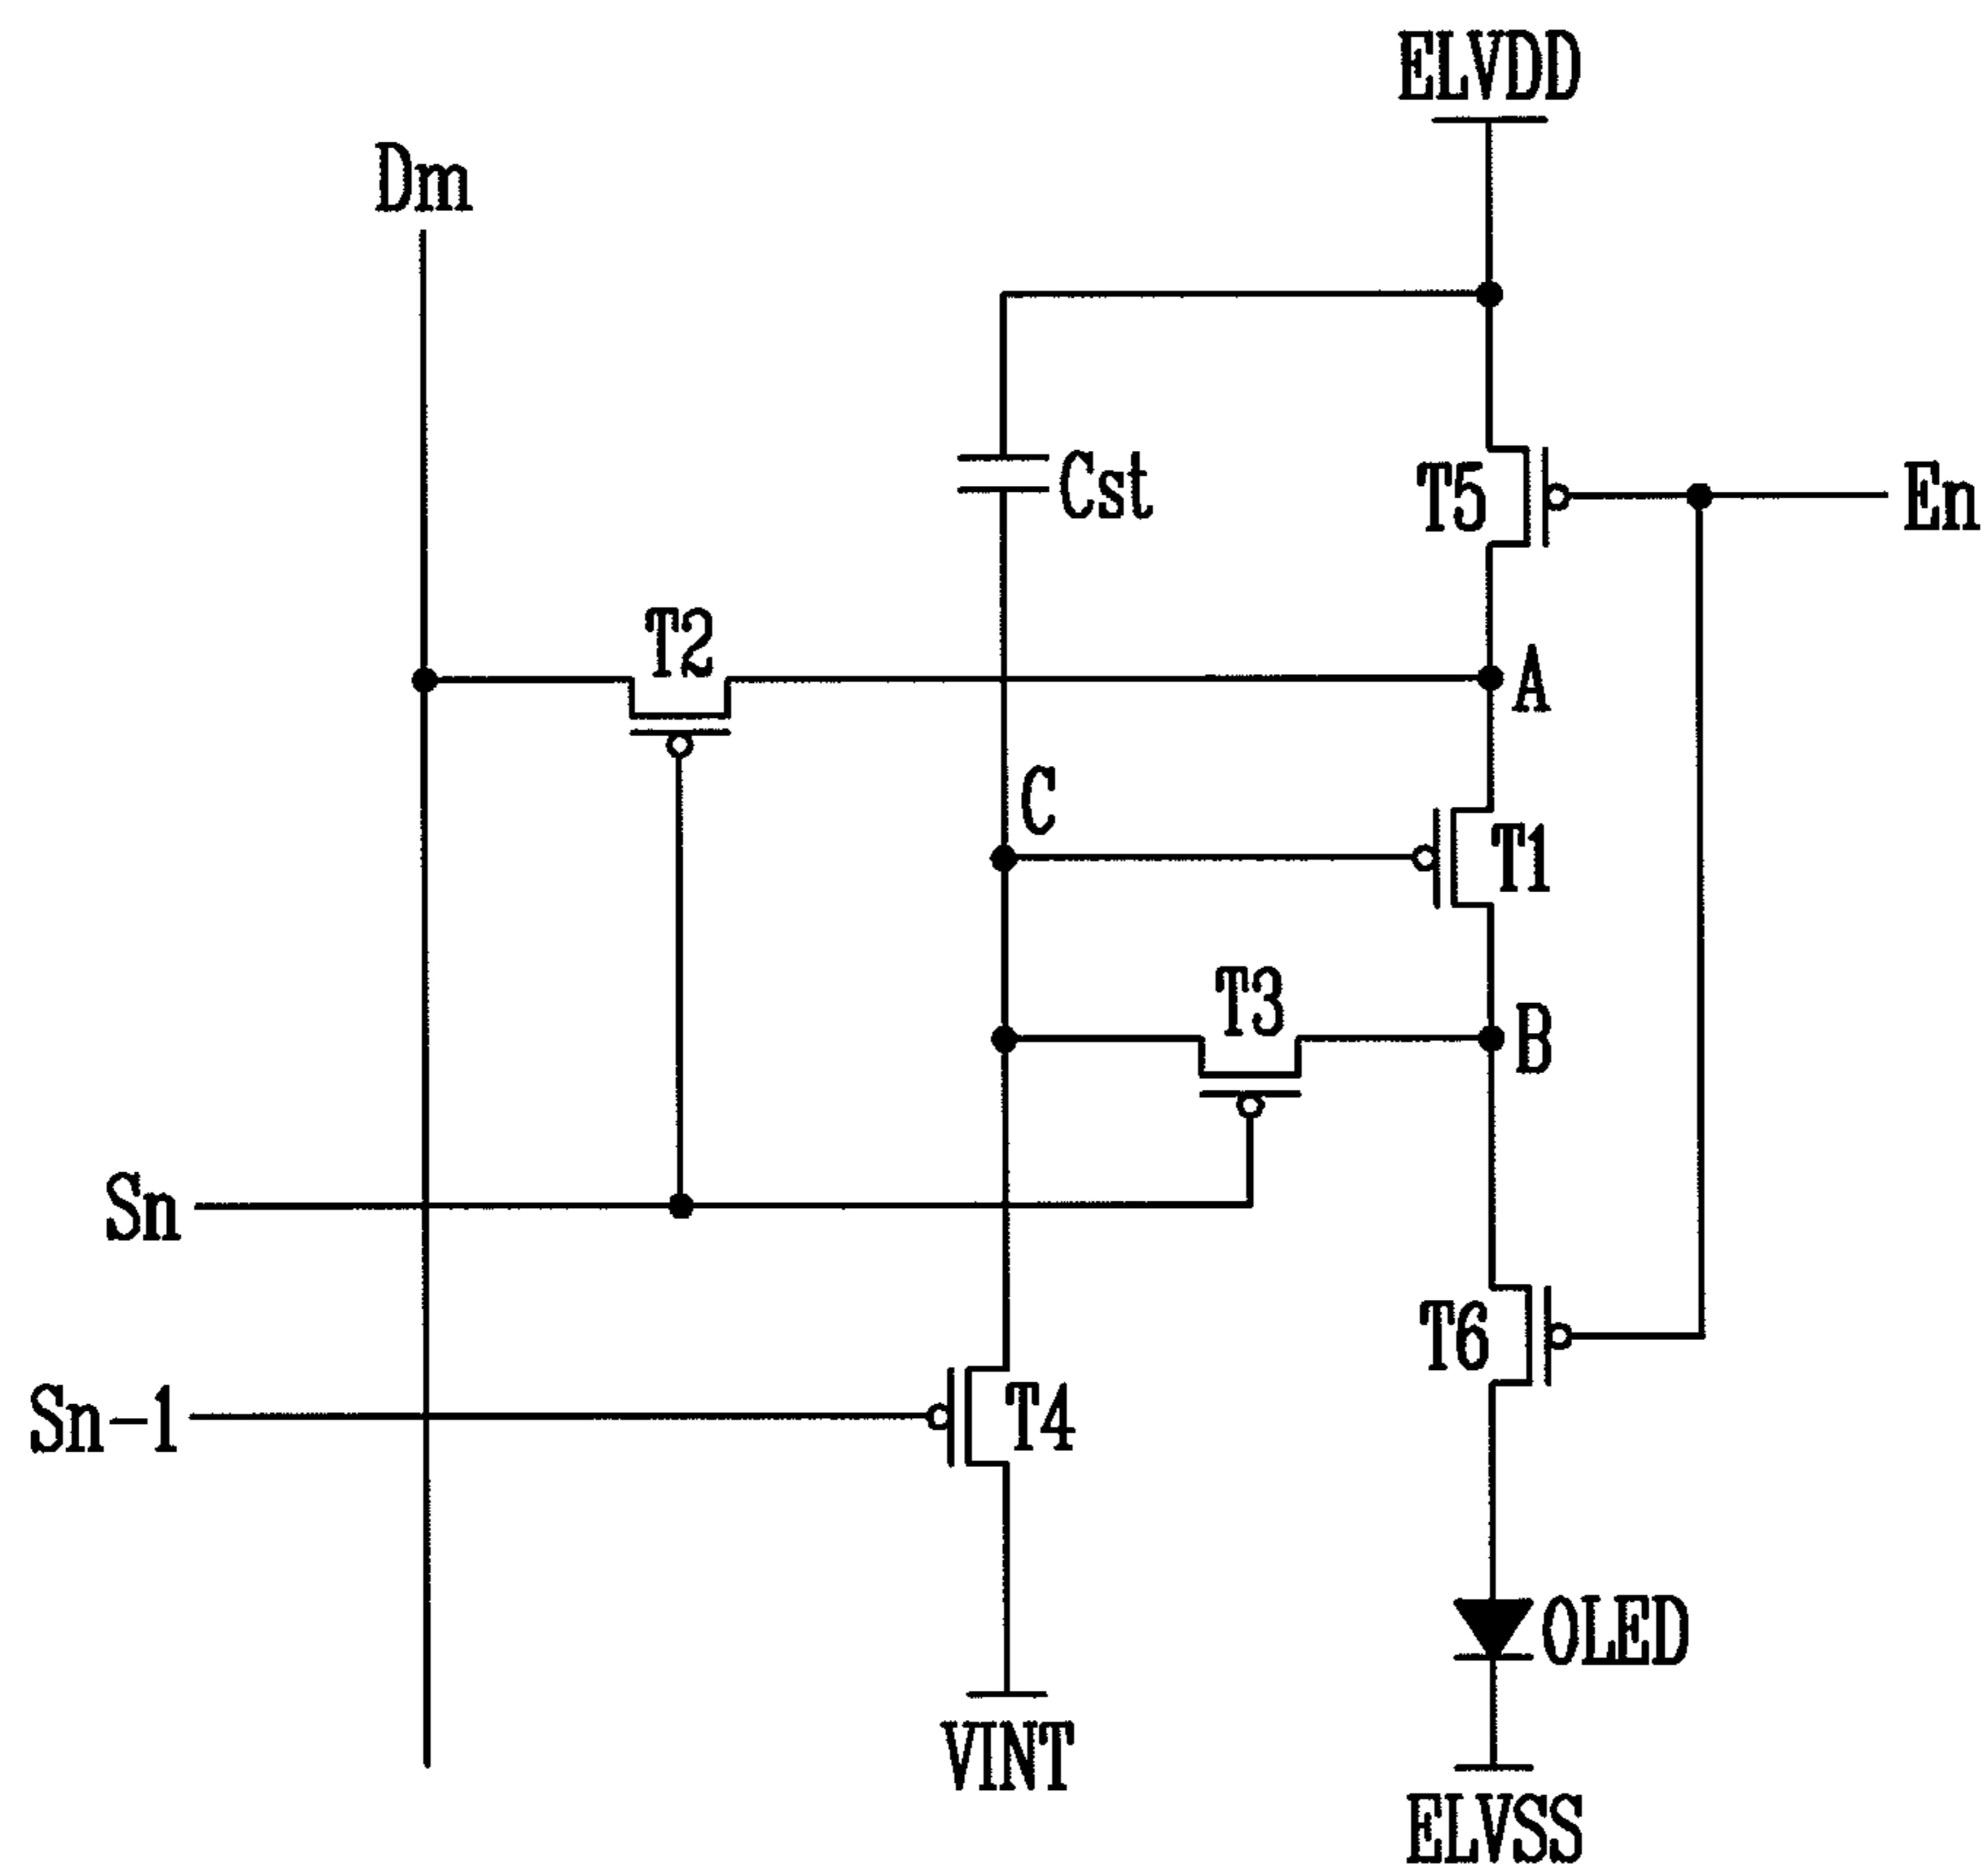 ELVDD
Dm
Cst
T5
En
T2
A
C
T1
T3
B
Sn
T6
Sn-1
T4
OLED
VINT
ELVSS